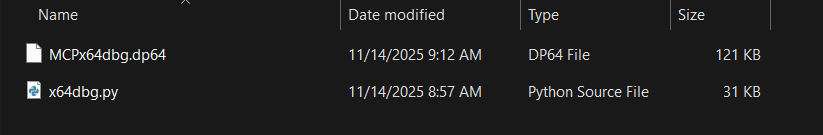 Name Date modified Type Size
MCPx64dbg.dp64 11/14/2025 9:12 AM DP64 File 121 KB
x64dbg.py 11/14/2025 8:57 AM Python Source File 31 KB